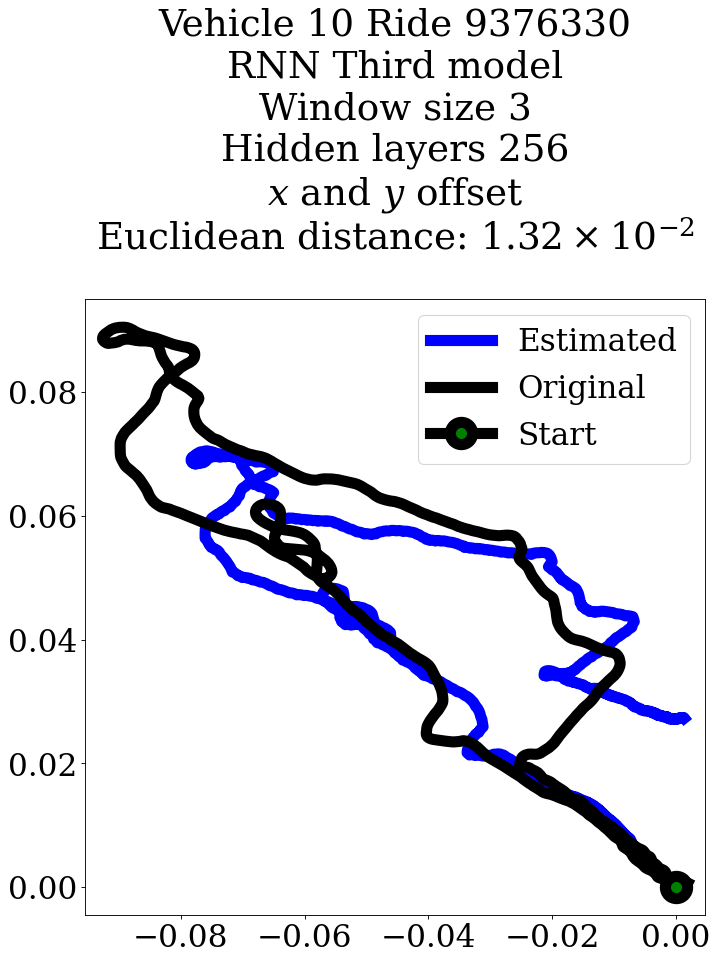 Vehicle 10 Ride 9376330
RNN Third model
Window size 3
Hidden layers 256
x and y offset
Euclidean distance: 1.32 × 10⁻²
Estimated
Original
Start
0.08
0.06
0.04
0.02
0.00
−0.08 −0.06 −0.04 −0.02 0.00